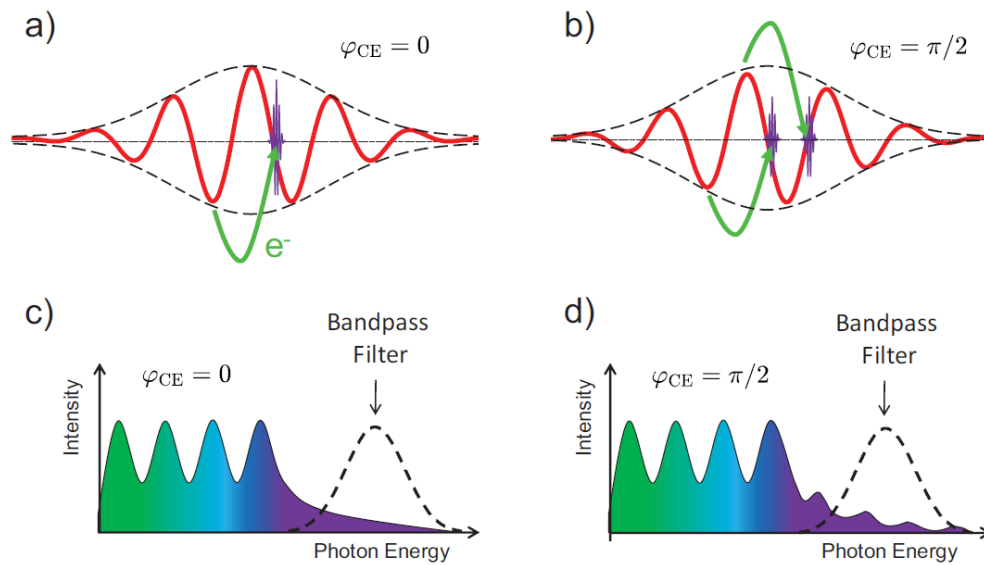 a)
φCE = 0
e-
b)
φCE = π/2
c)
Bandpass
Filter
φCE = 0
Intensity
Photon Energy
d)
Bandpass
Filter
φCE = π/2
Intensity
Photon Energy